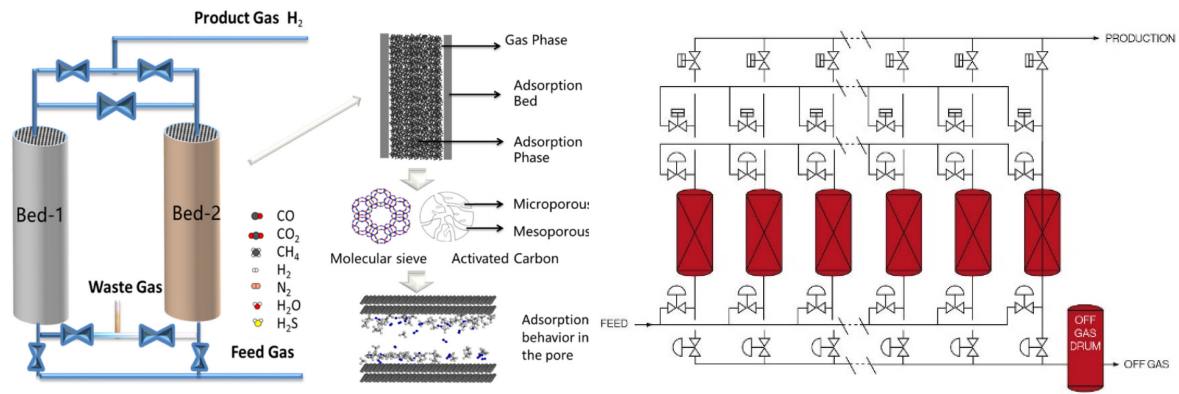 Product Gas H₂
Bed-1
Bed-2
CO
CO₂
CH₄
H₂
N₂
H₂O
H₂S
Waste Gas
Feed Gas
Gas Phase
Adsorption
Bed
Adsorption
Phase
Microporous
Mesoporous
Molecular sieve
Activated Carbon
Adsorption
behavior in
the pore
PRODUCTION
FEED
OFF
GAS
DRUM
OFF GAS